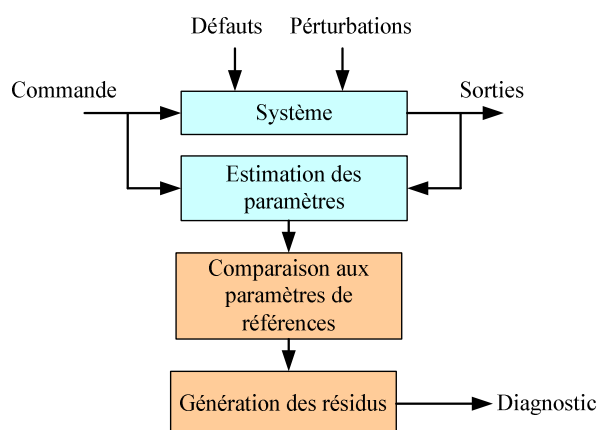 Défauts
Pérturbations
Commande
Sorties
Système
Estimation des
paramètres
Comparaison aux
paramètres de
références
Génération des résidus
Diagnostic